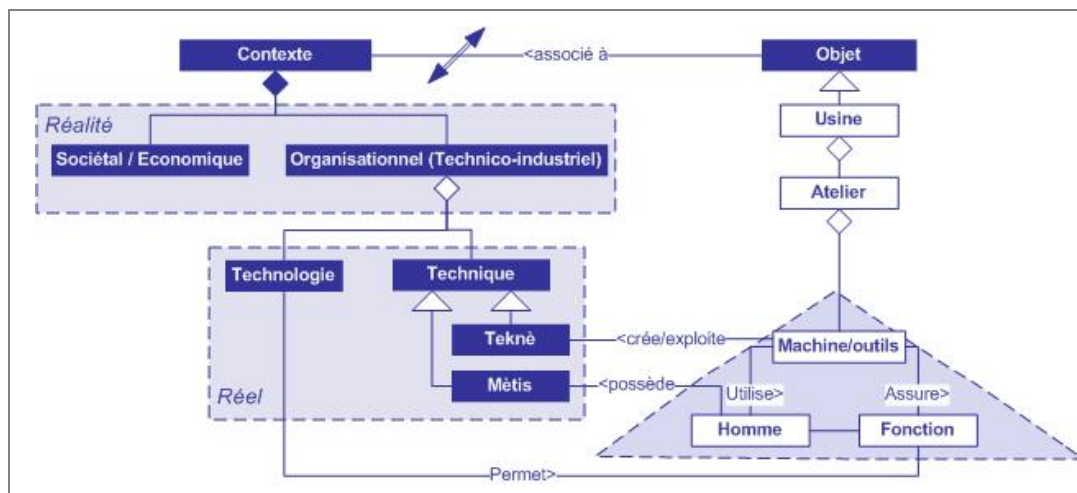 Contexte
<associé à
Objet
Réalité
Usine
Sociétal / Economique
Organisationnel (Technico-industriel)
Atelier
Technologie
Technique
Teknè
<crée/exploite
Machine/outils
Mètis
<possède
Utilise>
Assure>
Réel
Homme
Fonction
Permet>